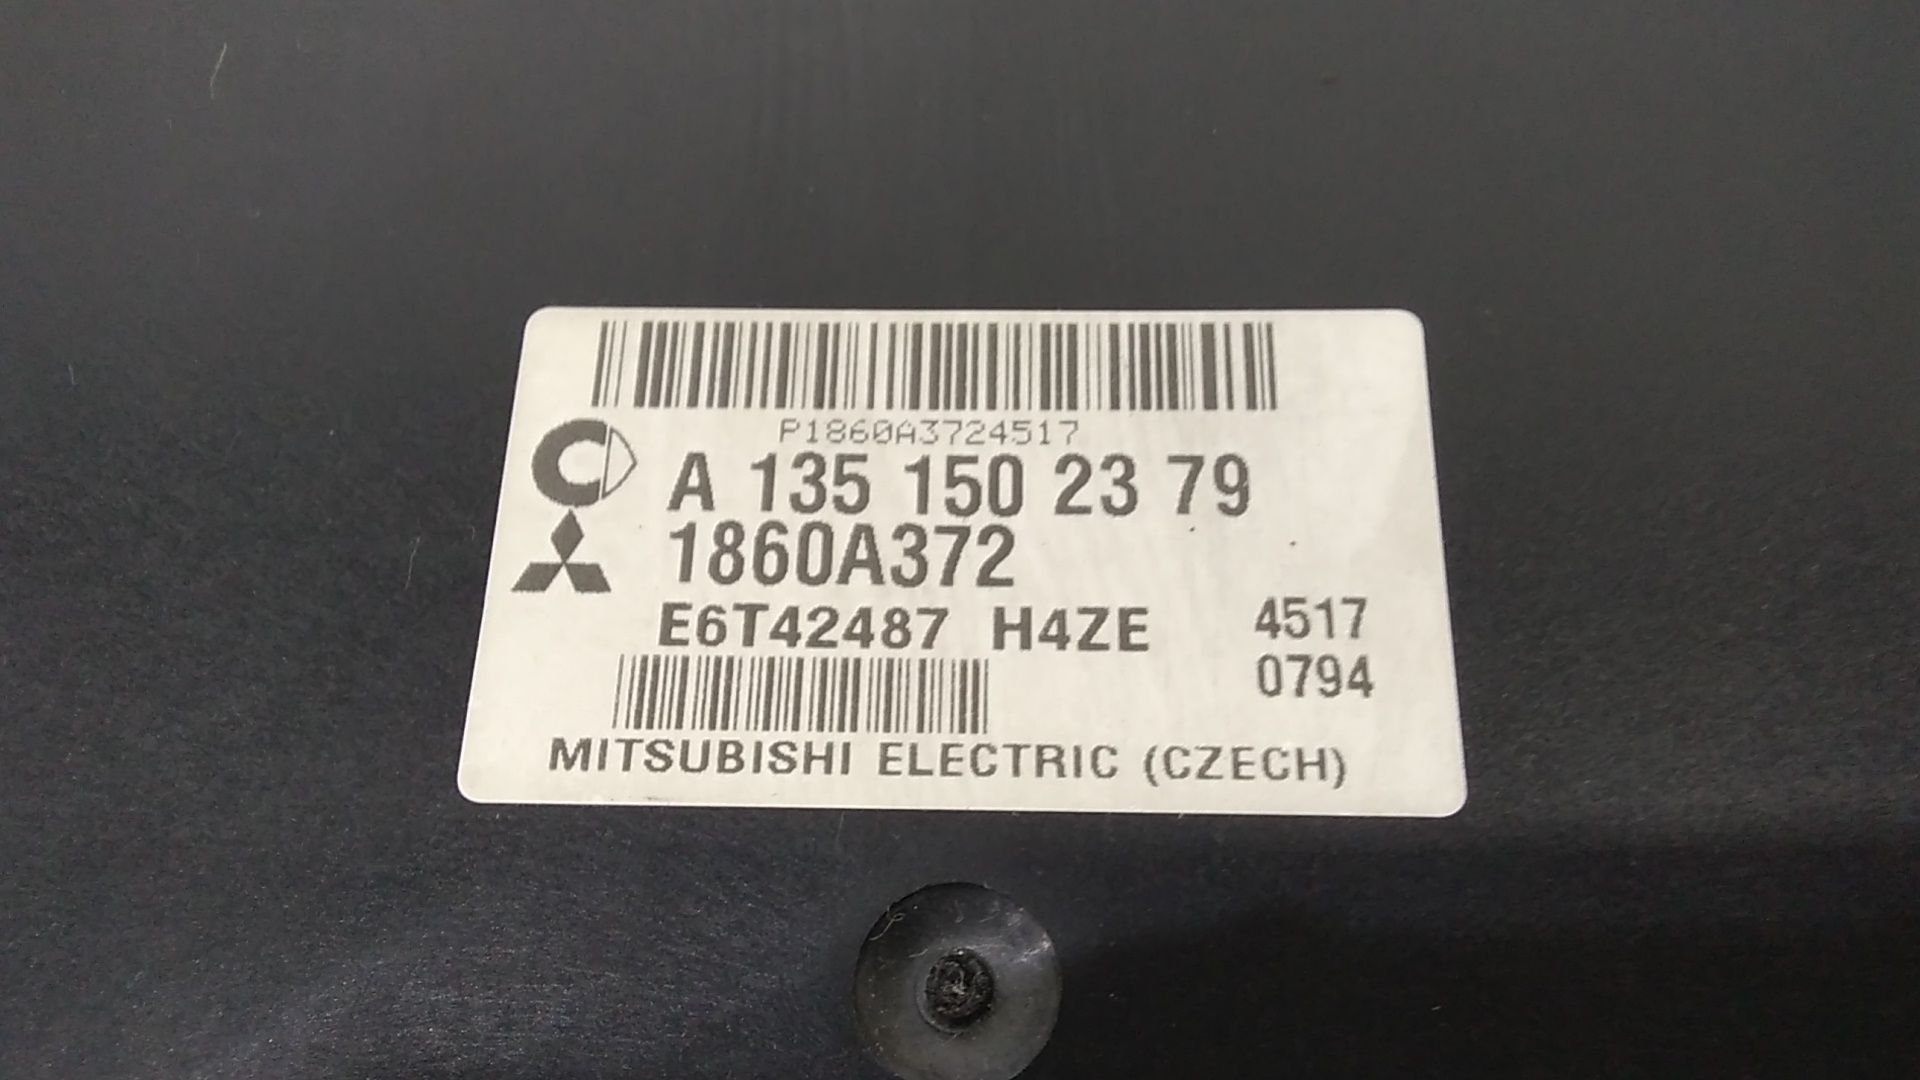 P1860A3724517
A 135 150 23 79
1860A372
E6T42487 H4ZE 4517
0794
MITSUBISHI ELECTRIC (CZECH)